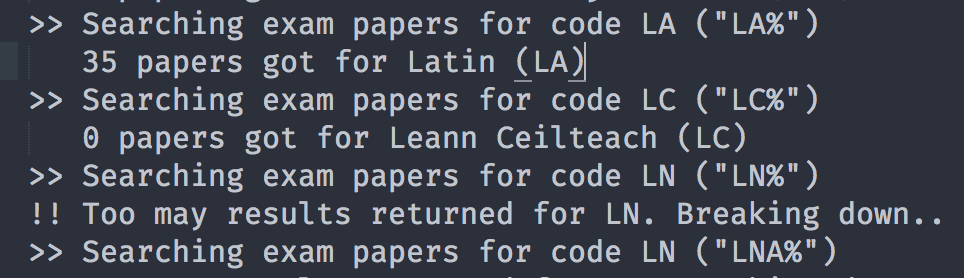 >> Searching exam papers for code LA ("LA%")
35 papers got for Latin (LA)
>> Searching exam papers for code LC ("LC%")
0 papers got for Leann Ceilteach (LC)
>> Searching exam papers for code LN ("LN%")
!! Too may results returned for LN. Breaking down..
>> Searching exam papers for code LN ("LNA%")